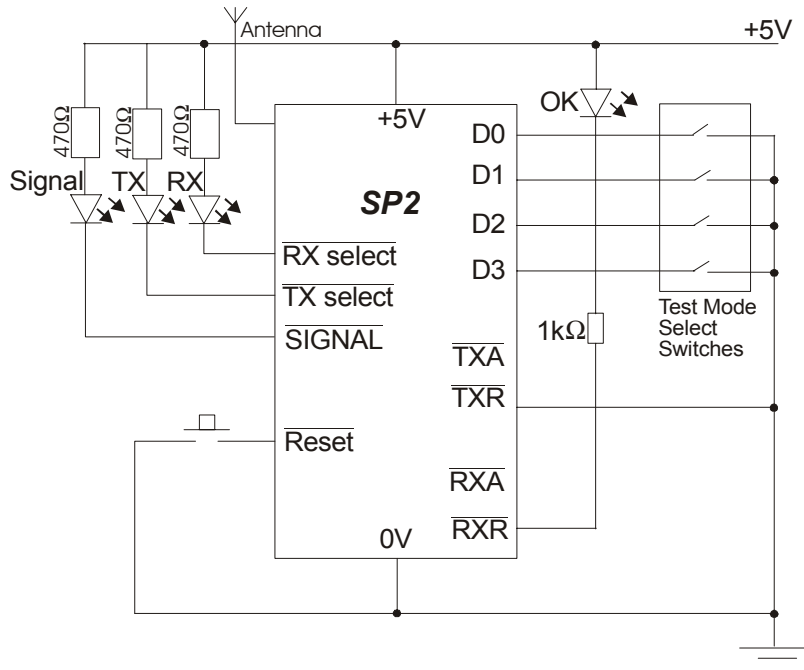 Antenna
+5V
470Ω
470Ω
470Ω
+5V
OK
D0
Signal
TX
RX
D1
SP2
D2
RX select
D3
TX select
Test Mode
Select
Switches
SIGNAL
1kΩ
TXA
TXR
Reset
RXA
RXR
0V